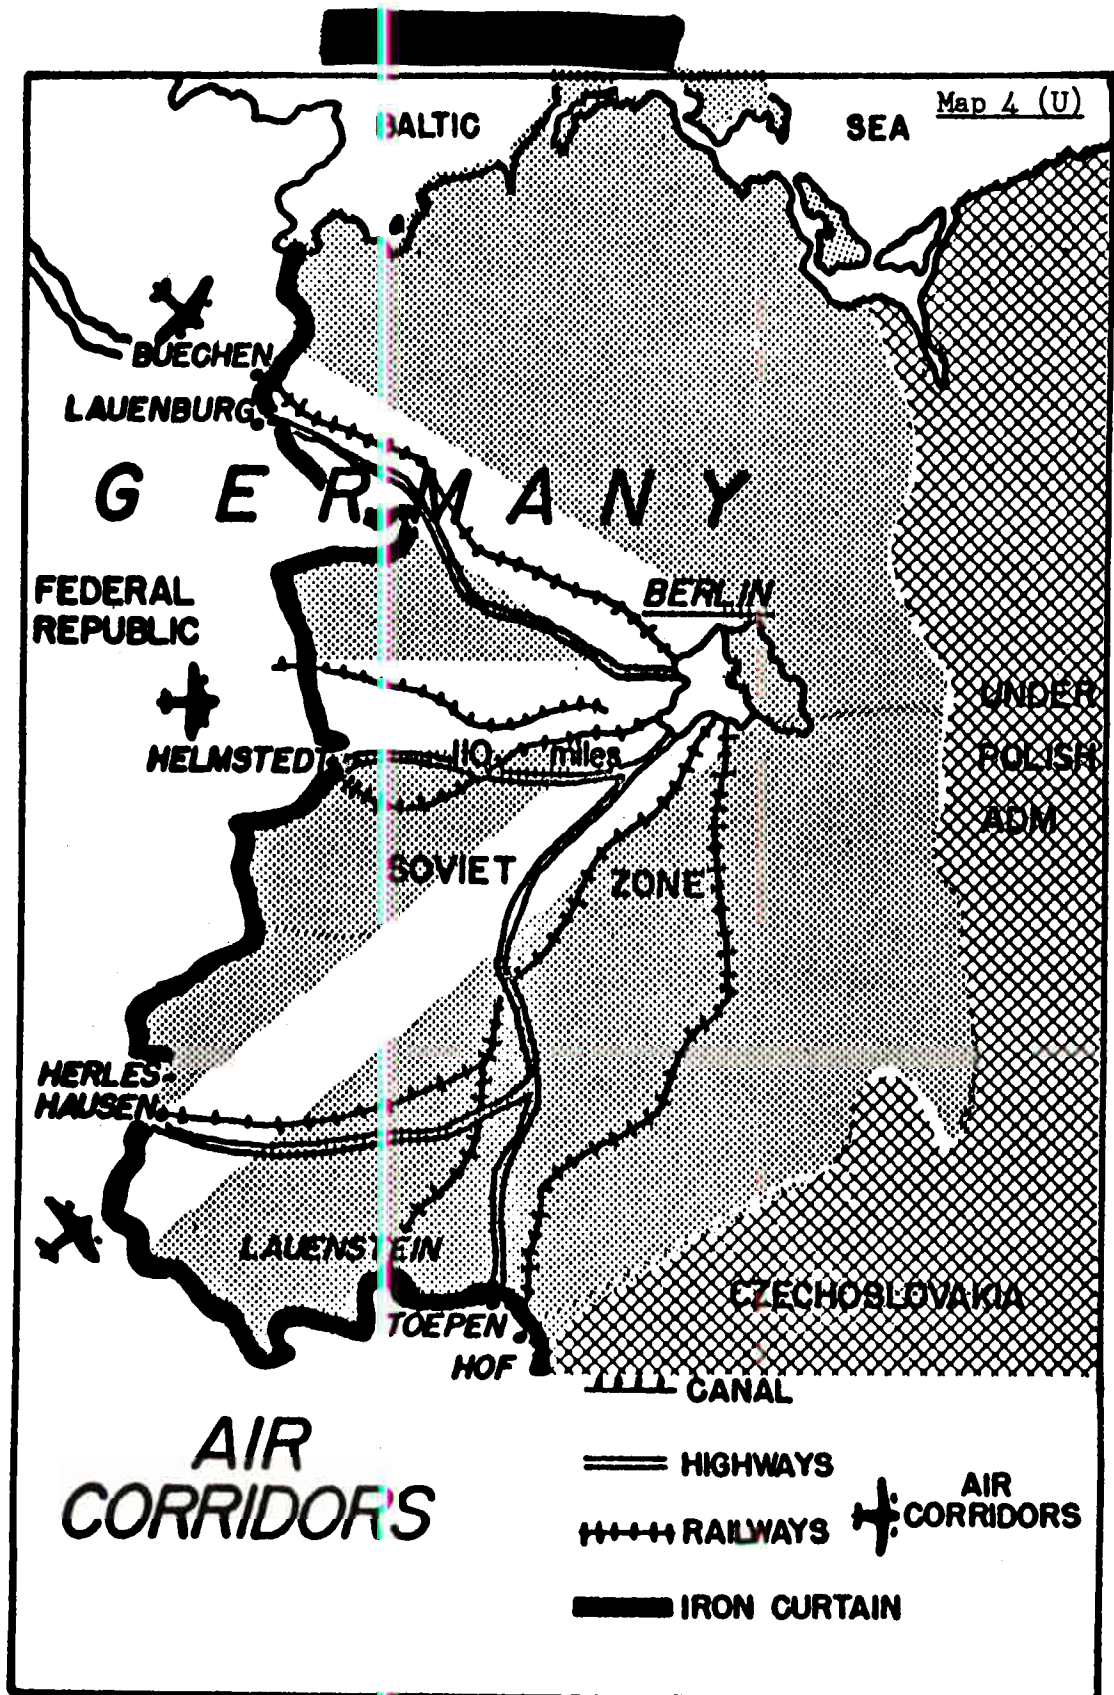 Map 4 (U)
BALTIC SEA
BUECHEN
LAUENBURG
GERMANY
FEDERAL
REPUBLIC
BERLIN
UNDER
POLISH
ADM
HELMSTEDT
110 miles
SOVIET ZONE
HERLES-
HAUSEN
LAUENSTEIN
CZECHOSLOVAKIA
TOEPEN
HOF
AIR
CORRIDORS
CANAL
HIGHWAYS
RAILWAYS
IRON CURTAIN
AIR
CORRIDORS